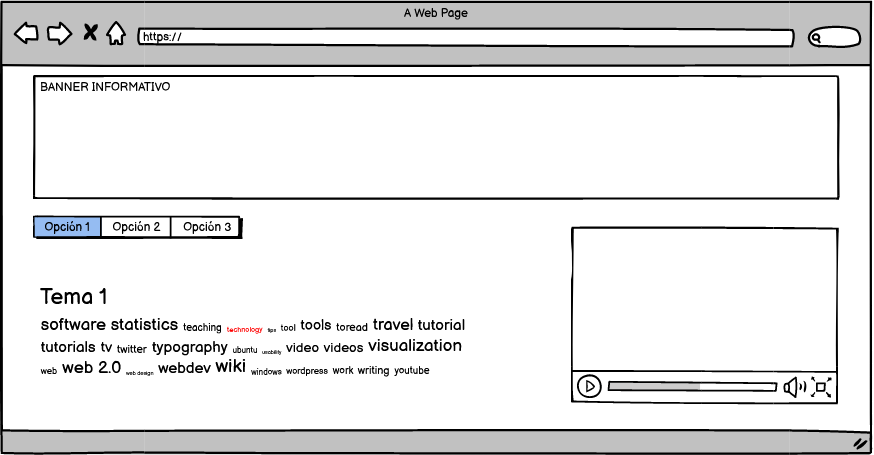 A Web Page
https://
BANNER INFORMATIVO
Opción 1 Opción 2 Opción 3
Tema 1
software statistics teaching technology tips tool tools toread travel tutorial
tutorials tv twitter typography ubuntu usability video videos visualization
web web 2.0 web design webdev wiki windows wordpress work writing youtube